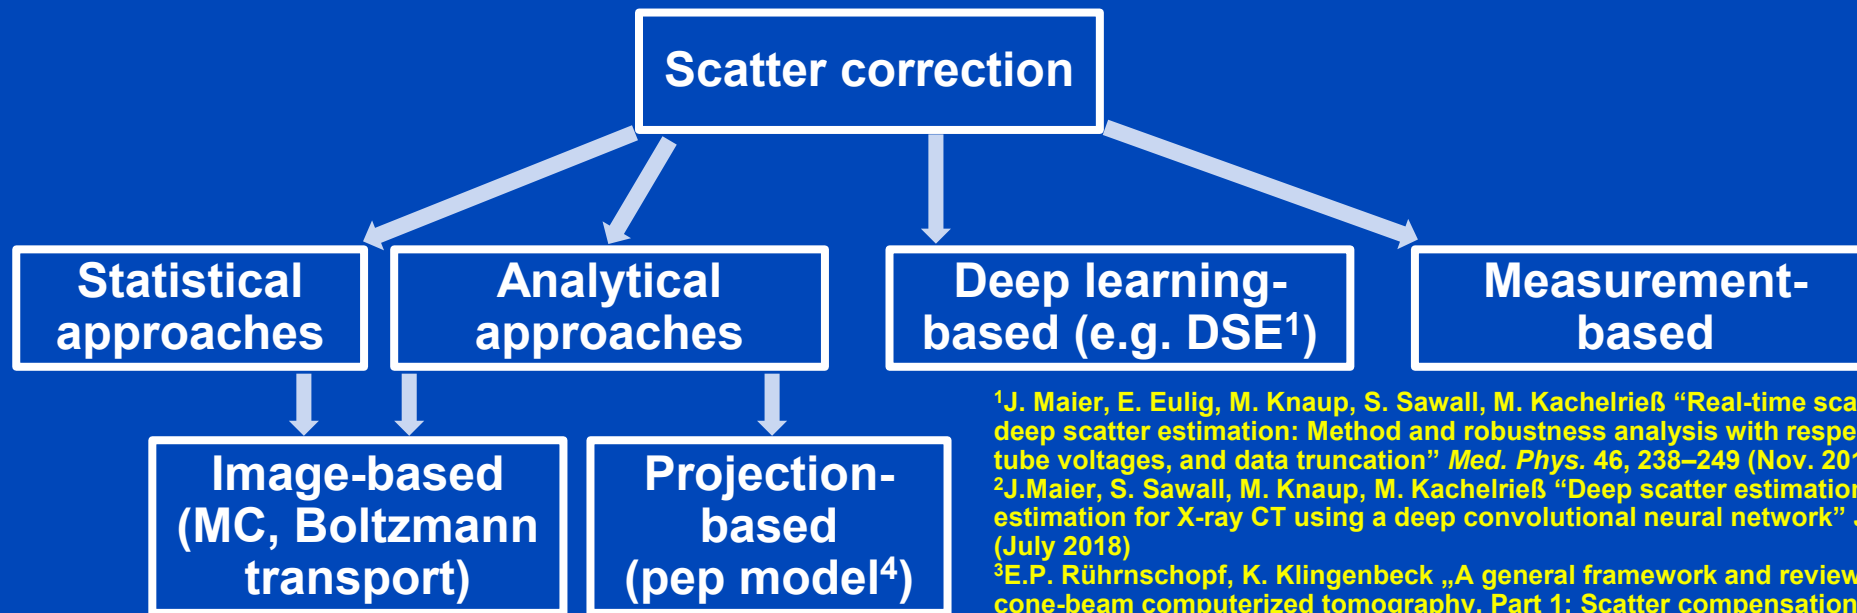 Scatter correction
Statistical
approaches
Analytical
approaches
Deep learning-
based (e.g. DSE¹)
Measurement-
based
Image-based
(MC, Boltzmann
transport)
Projection-
based
(pep model⁴)
¹J. Maier, E. Eulig, M. Knaup, S. Sawall, M. Kachelrieß “Real-time
deep scatter estimation: Method and robustness analysis with
tube voltages, and data truncation” Med. Phys. 46, 238–249 (Nov.
²J.Maier, S. Sawall, M. Knaup, M. Kachelrieß “Deep scatter estimation
estimation for X-ray CT using a deep convolutional neural network”
(July 2018)
³E.P. Rührnschopf, K. Klingenbeck „A general framework and review
cone-beam computerized tomography. Part 1: Scatter compensation